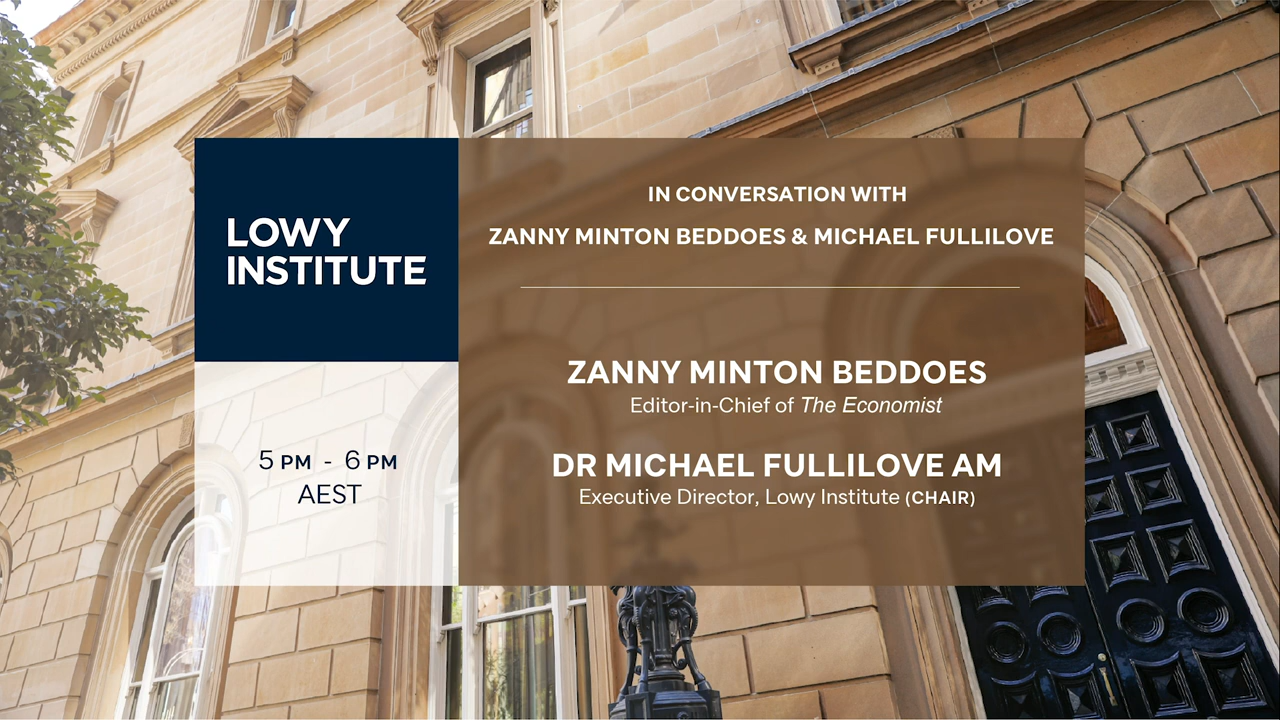 LOWY
INSTITUTE
5 PM - 6 PM
AEST
IN CONVERSATION WITH
ZANNY MINTON BEDDOES & MICHAEL FULLILOVE
ZANNY MINTON BEDDOES
Editor-in-Chief of The Economist
DR MICHAEL FULLILOVE AM
Executive Director, Lowy Institute (CHAIR)